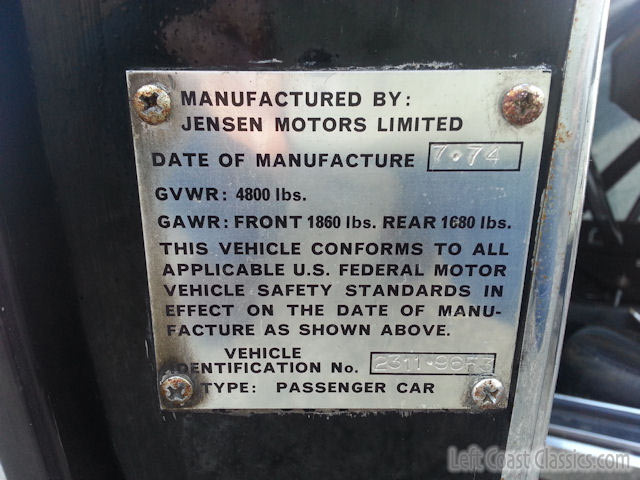 MANUFACTURED BY:
JENSEN MOTORS LIMITED
DATE OF MANUFACTURE 7.74
GVWR: 4800 lbs.
GAWR: FRONT 1860 lbs. REAR lbs.
THIS VEHICLE CONFORMS TO ALL
APPLICABLE U.S. FEDERAL MOTOR
VEHICLE SAFETY STANDARDS IN
EFFECT ON THE DATE OF MANU-
FACTURE AS SHOWN ABOVE.
VEHICLE
IDENTIFICATION No.
TYPE: PASSENGER CAR
Left Coast Classics.com